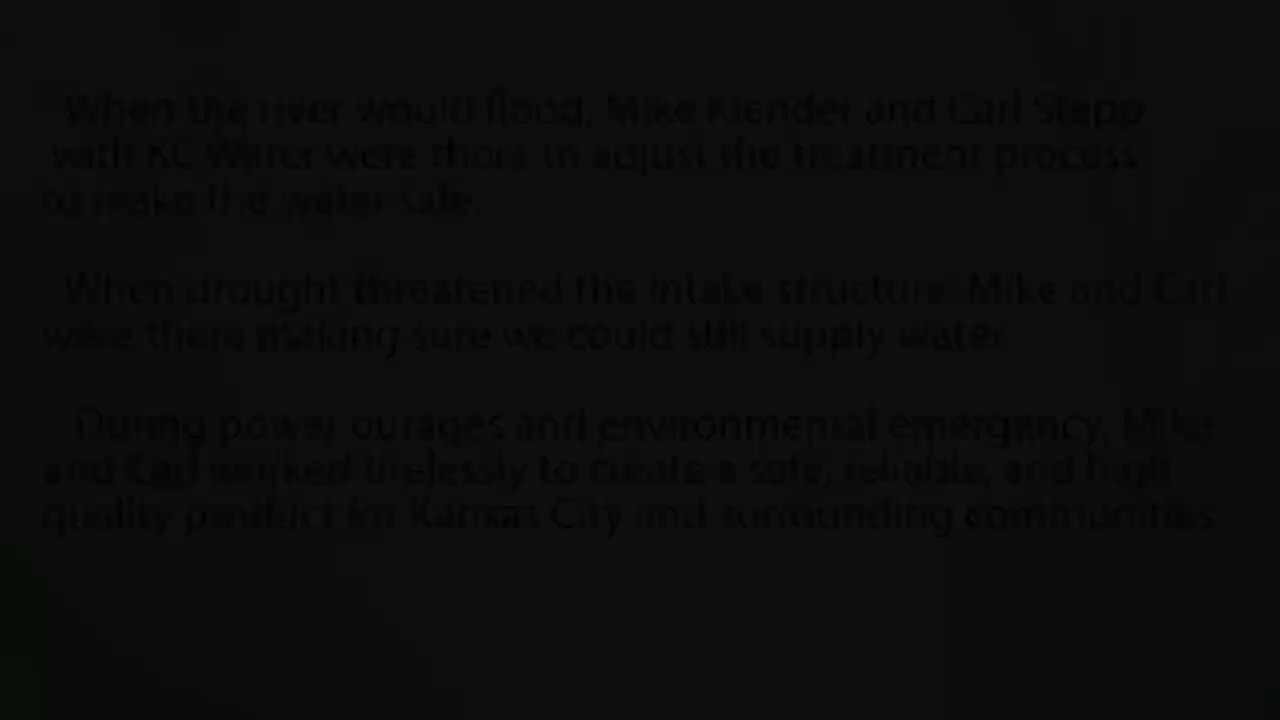 When the river would flood, Mike Klender and Carl Stepp
with KC Water were there to adjust the treatment process
to make the water safe.
When drought threatened the intake structure, Mike and Carl
were there making sure we could still supply water.
During power outages and environmental emergency, Mike
and Carl worked tirelessly to create a safe, reliable, and high
quality product for Kansas City and surrounding communities